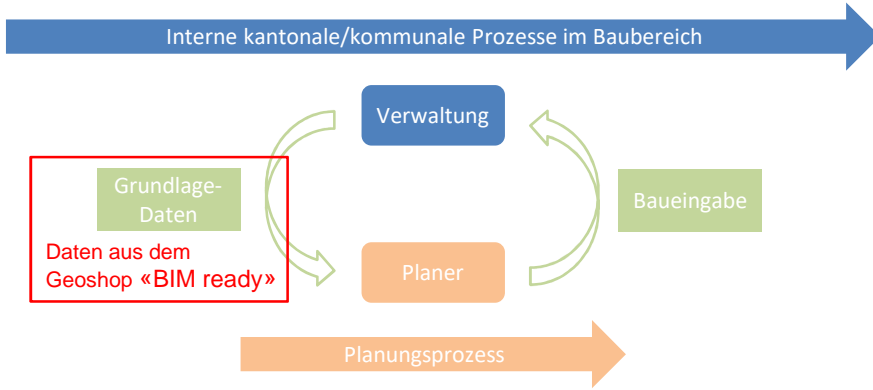 Interne kantonale/kommunale Prozesse im Baubereich
Verwaltung
Grundlage-
Daten
Baueingabe
Daten aus dem
Geoshop «BIM ready»
Planer
Planungsprozess